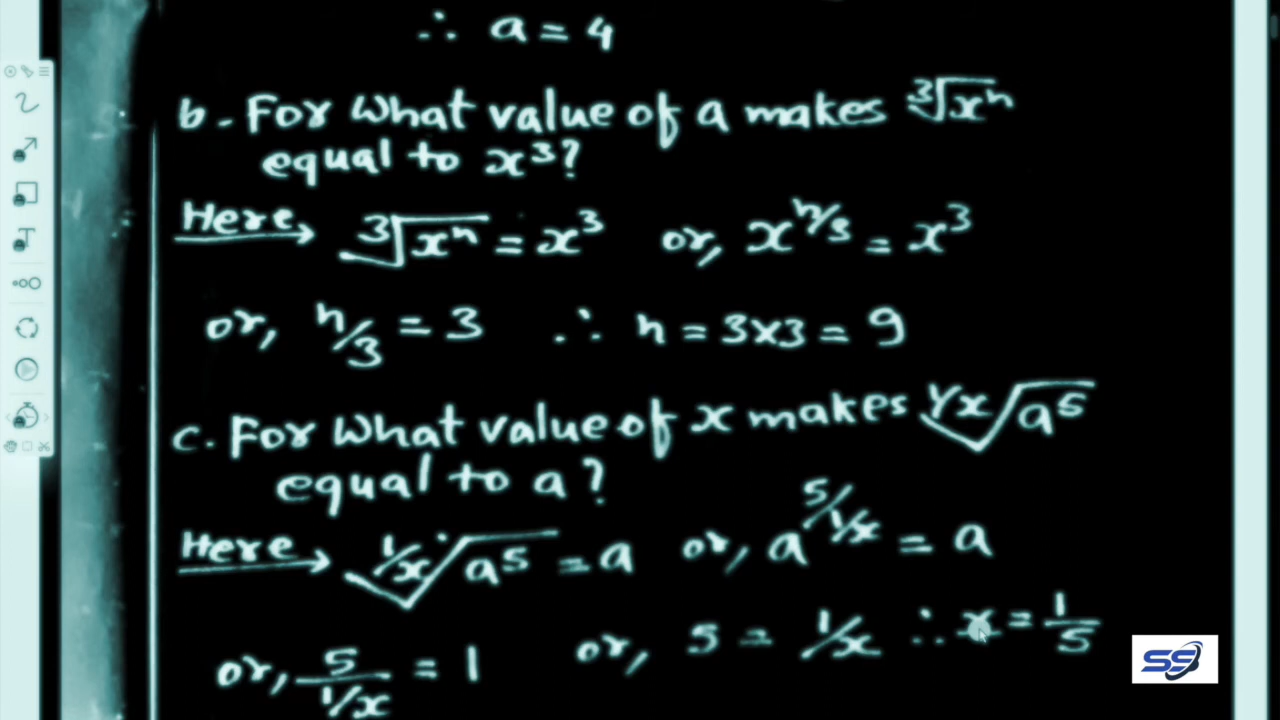 ∴ a = 4
b. For what value of a makes ∛xⁿ
equal to x³?
Here → ∛xⁿ = x³ or, x^n/3 = x³
or, n/3 = 3 ∴ n = 3x3 = 9
c. For what value of x makes 1/x√a⁵
equal to a?
Here → 1/x√a⁵ = a or, a^5/1/x = a
or, 5/1/x = 1 or, 5 = 1/x ∴ x = 1/5
T
SS